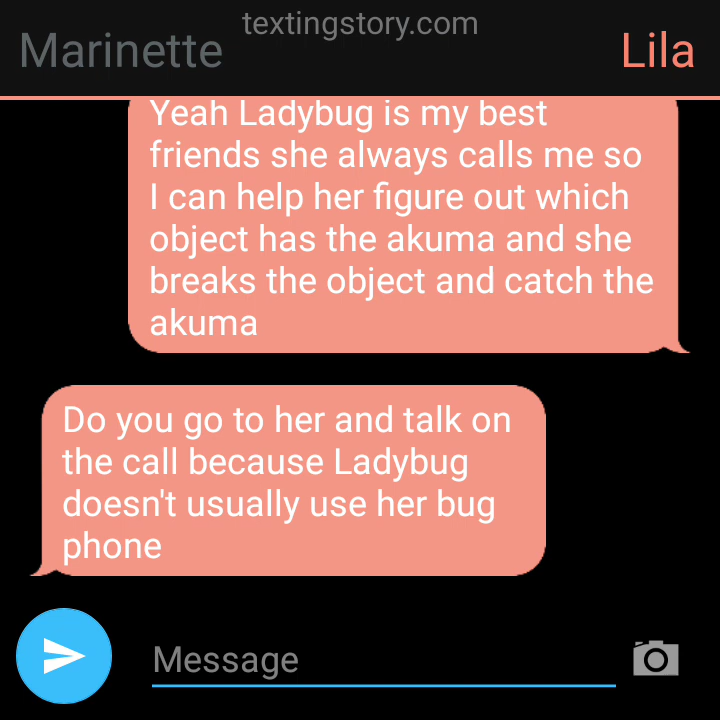 textingstory.com
Marinette
Lila
Yeah Ladybug is my best
friends she always calls me so
I can help her figure out which
object has the akuma and she
breaks the object and catch the
akuma
Do you go to her and talk on
the call because Ladybug
doesn't usually use her bug
phone
Message